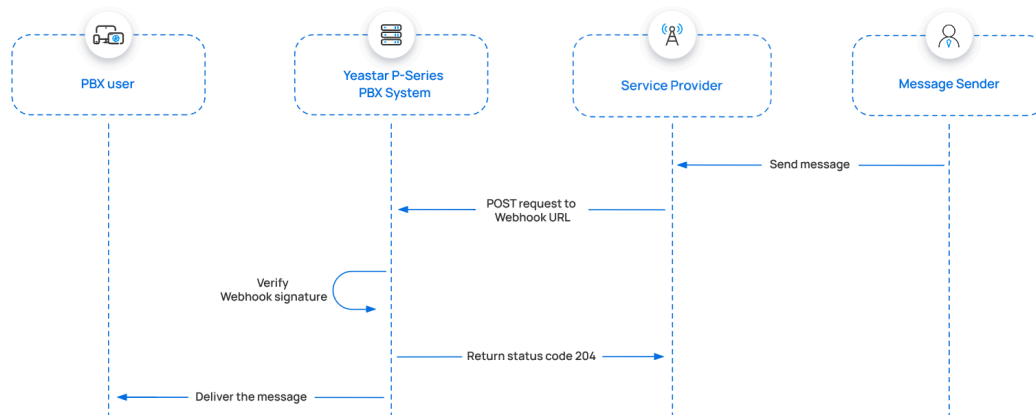 PBX user
Yeastar P-Series
PBX System
Service Provider
Message Sender
Send message
POST request to
Webhook URL
Verify
Webhook signature
Return status code 204
Deliver the message